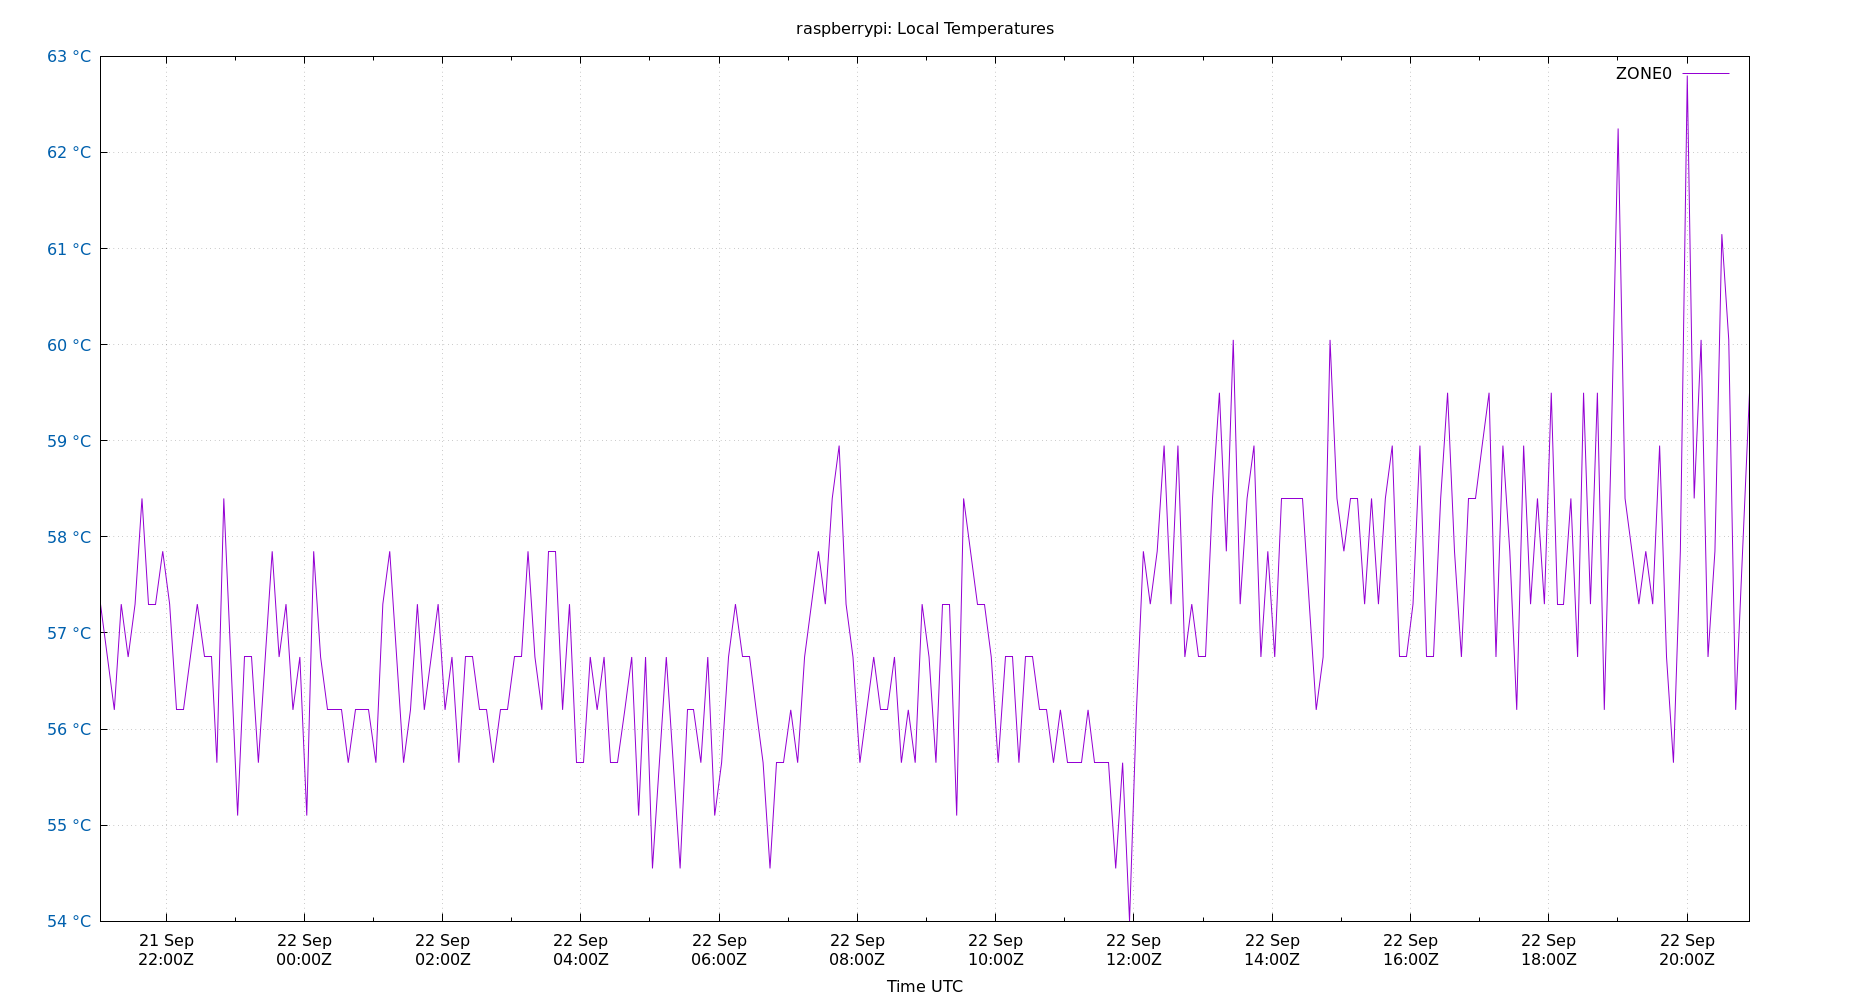 raspberrypi: Local Temperatures
63 °C
ZONE0
62 °C
61 °C
60 °C
59 °C
58 °C
57 °C
56 °C
55 °C
54 °C
21 Sep 22 Sep 22 Sep 22 Sep 22 Sep 22 Sep 22 Sep 22 Sep 22 Sep 22 Sep 22 Sep 22 Sep
22:00Z 00:00Z 02:00Z 04:00Z 06:00Z 08:00Z 10:00Z 12:00Z 14:00Z 16:00Z 18:00Z 20:00Z
Time UTC